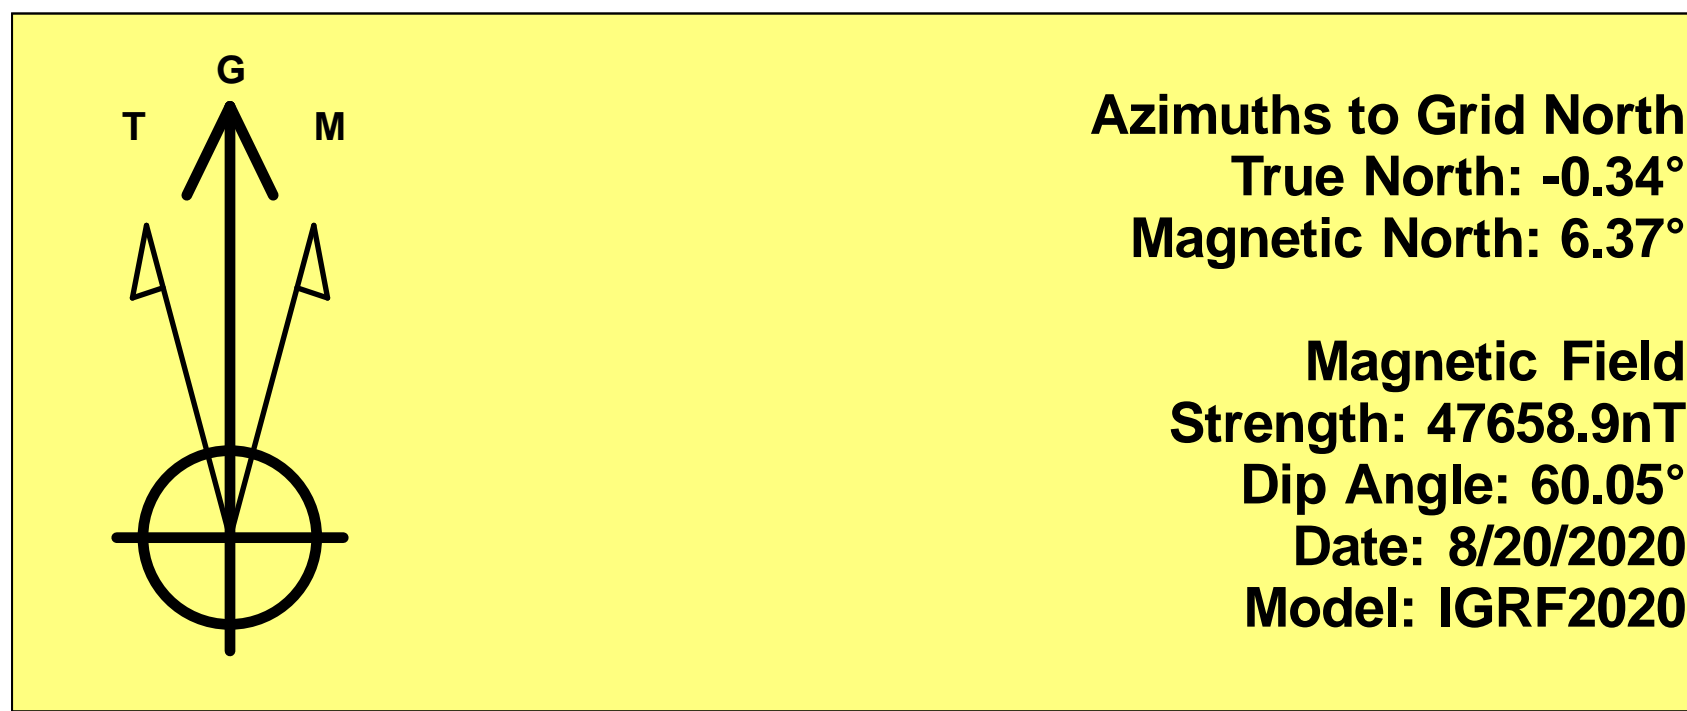 G
T M
Azimuths to Grid North
True North: -0.34°
Magnetic North: 6.37°
Magnetic Field
Strength: 47658.9nT
Dip Angle: 60.05°
Date: 8/20/2020
Model: IGRF2020